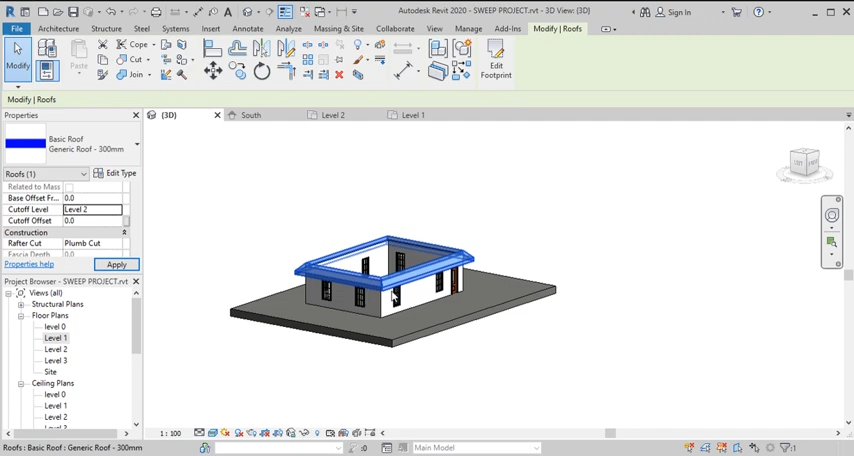 Autodesk Revit 2020 - SWEEP PROJECT.rvt - 3D View: {3D}
Sign In
File Architecture Structure Steel Systems Insert Annotate Analyze Massing & Site Collaborate View Manage Add-Ins Modify | Roofs
Modify
Paste
Cope
Cut
Join
Edit
Footprint
Modify | Roofs
Properties
{3D} South Level 2 Level 1
Basic Roof
Generic Roof - 300mm
Roofs (1) Edit Type
Related to Mass
Base Offset Fr... 0.0
Cutoff Level Level 2
Cutoff Offset 0.0
Construction
Rafter Cut Plumb Cut
Fascia Depth 0.0
Properties help Apply
Project Browser - SWEEP PROJECT.rvt
Views (all)
Structural Plans
Floor Plans
level 0
Level 1
Level 2
Level 3
Site
Ceiling Plans
level 0
Level 1
Level 2
1 : 100
Roofs : Basic Roof : Generic Roof - 300mm :0 Main Model :1